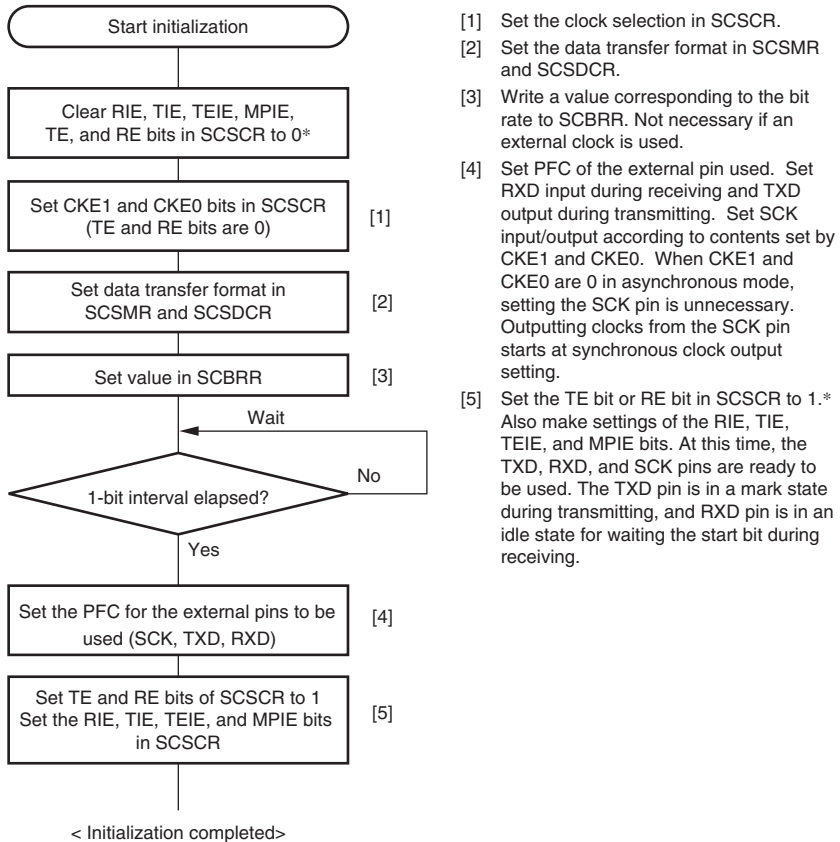 Start initialization
Clear RIE, TIE, TEIE, MPIE,
TE, and RE bits in SCSCR to 0*
Set CKE1 and CKE0 bits in SCSCR
(TE and RE bits are 0)
[1]
Set data transfer format in
SCSMR and SCSDCR
[2]
Set value in SCBRR
[3]
Wait
1-bit interval elapsed?
No
Yes
Set the PFC for the external pins to be
used (SCK, TXD, RXD)
[4]
Set TE and RE bits of SCSCR to 1
Set the RIE, TIE, TEIE, and MPIE bits
in SCSCR
[5]
< Initialization completed>
[1] Set the clock selection in SCSCR.
[2] Set the data transfer format in SCSMR
and SCSDCR.
[3] Write a value corresponding to the bit
rate to SCBRR. Not necessary if an
external clock is used.
[4] Set PFC of the external pin used. Set
RXD input during receiving and TXD
output during transmitting. Set SCK
input/output according to contents set by
CKE1 and CKE0. When CKE1 and
CKE0 are 0 in asynchronous mode,
setting the SCK pin is unnecessary.
Outputting clocks from the SCK pin
starts at synchronous clock output
setting.
[5] Set the TE bit or RE bit in SCSCR to 1.*
Also make settings of the RIE, TIE,
TEIE, and MPIE bits. At this time, the
TXD, RXD, and SCK pins are ready to
be used. The TXD pin is in a mark state
during transmitting, and RXD pin is in an
idle state for waiting the start bit during
receiving.